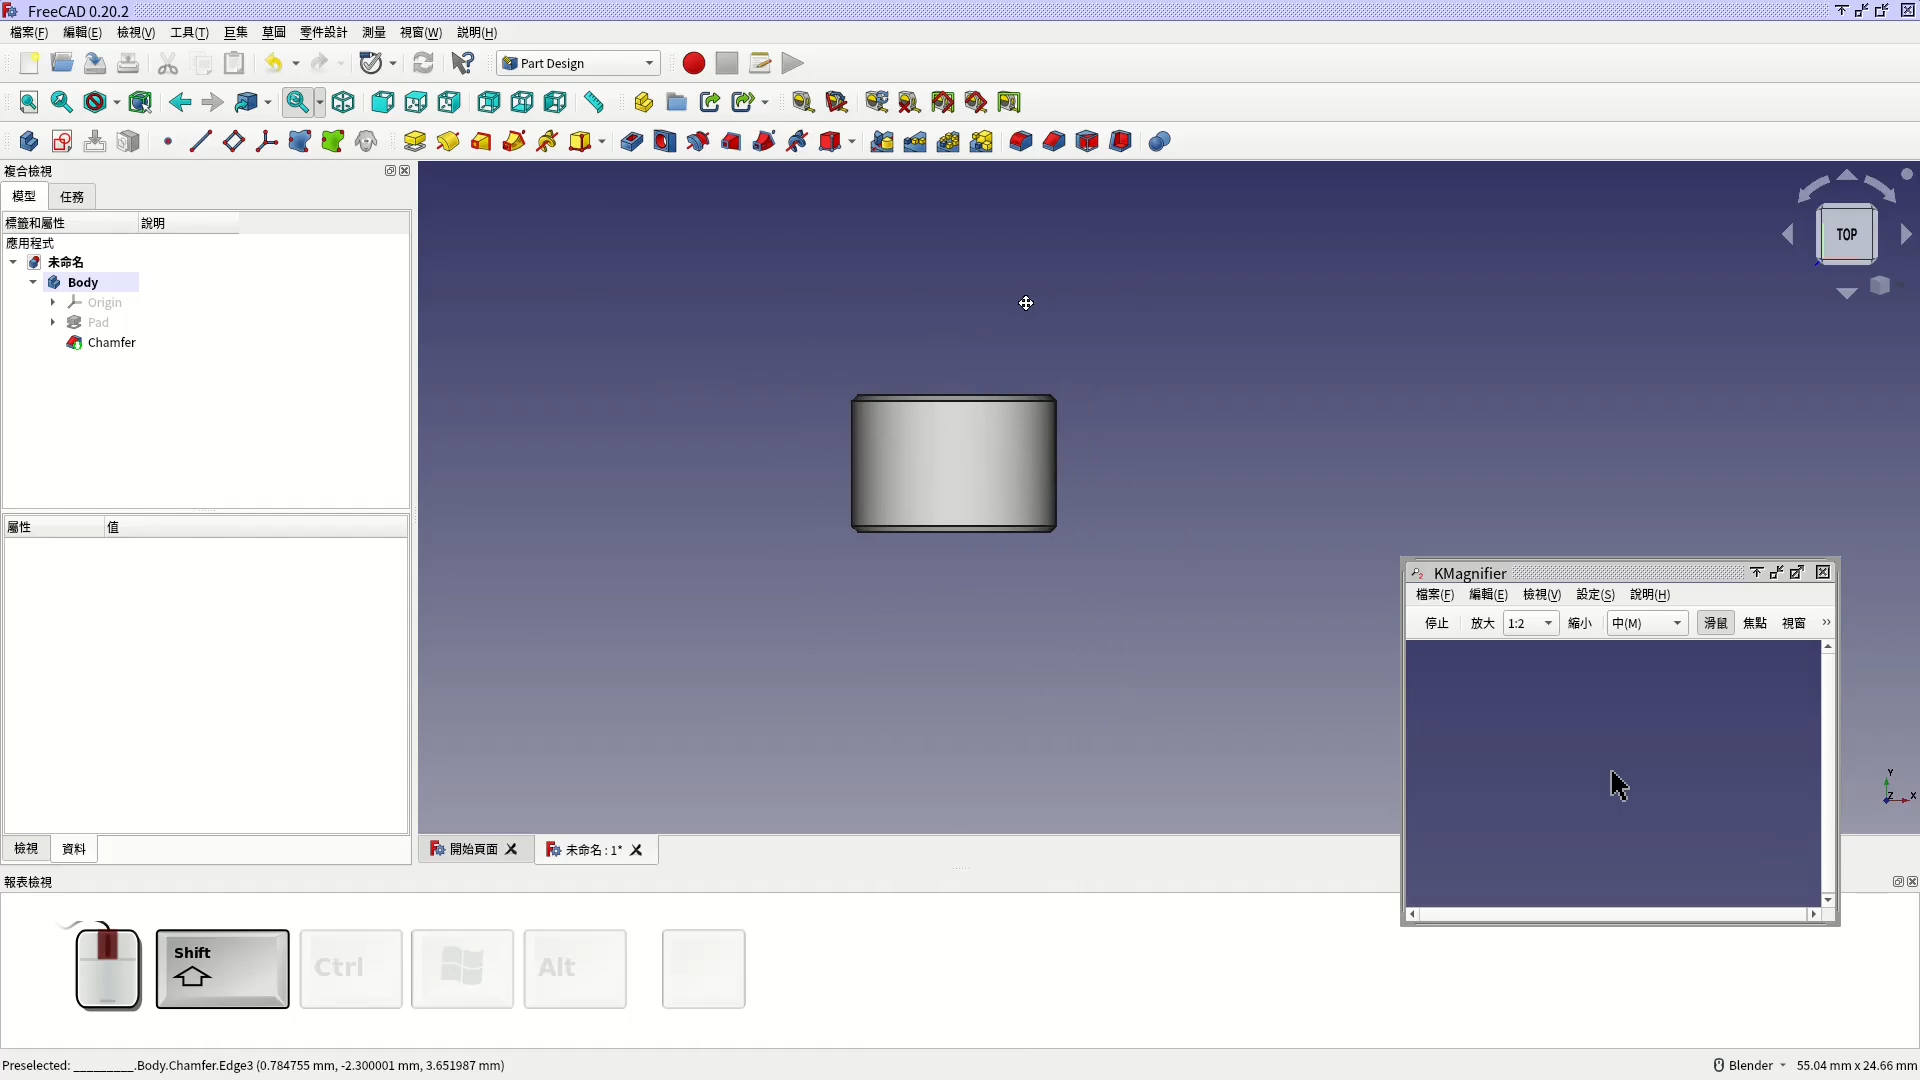 FreeCAD 0.20.2
檔案(F) 編輯(E) 檢視(V) 工具(T) 巨集 草圖 零件設計 測量 視窗(W) 說明(H)
Part Design
複合檢視
模型 任務
標籤和屬性 說明
應用程式
未命名
Body
Origin
Pad
Chamfer
屬性 值
檢視 資料
TOP
Y
Z X
開始頁面 未命名 : 1*
KMagnifier
檔案(F) 編輯(E) 檢視(V) 設定(S) 說明(H)
停止 放大 1:2 縮小 中(M) 滑鼠 焦點 視窗 »
報表檢視
Shift Ctrl Alt
Preselected: _________.Body.Chamfer.Edge3 (0.784755 mm, -2.300001 mm, 3.651987 mm) Blender 55.04 mm x 24.66 mm